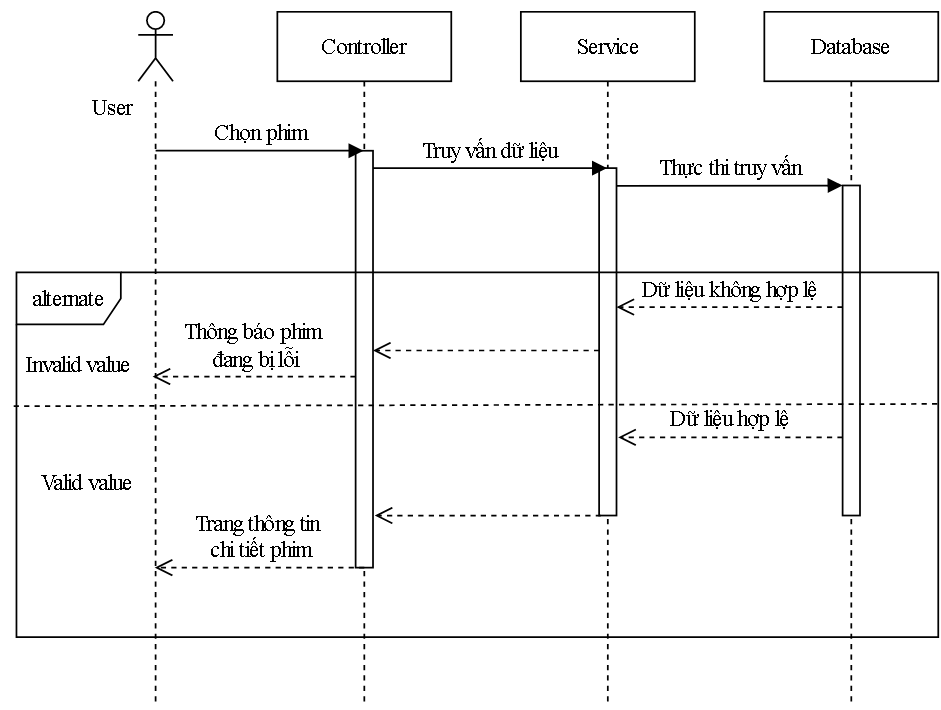 Controller
Service
Database
User
Chọn phim
Truy vấn dữ liệu
Thực thi truy vấn
alternate
Dữ liệu không hợp lệ
Thông báo phim
đang bị lỗi
Invalid value
Dữ liệu hợp lệ
Valid value
Trang thông tin
chi tiết phim